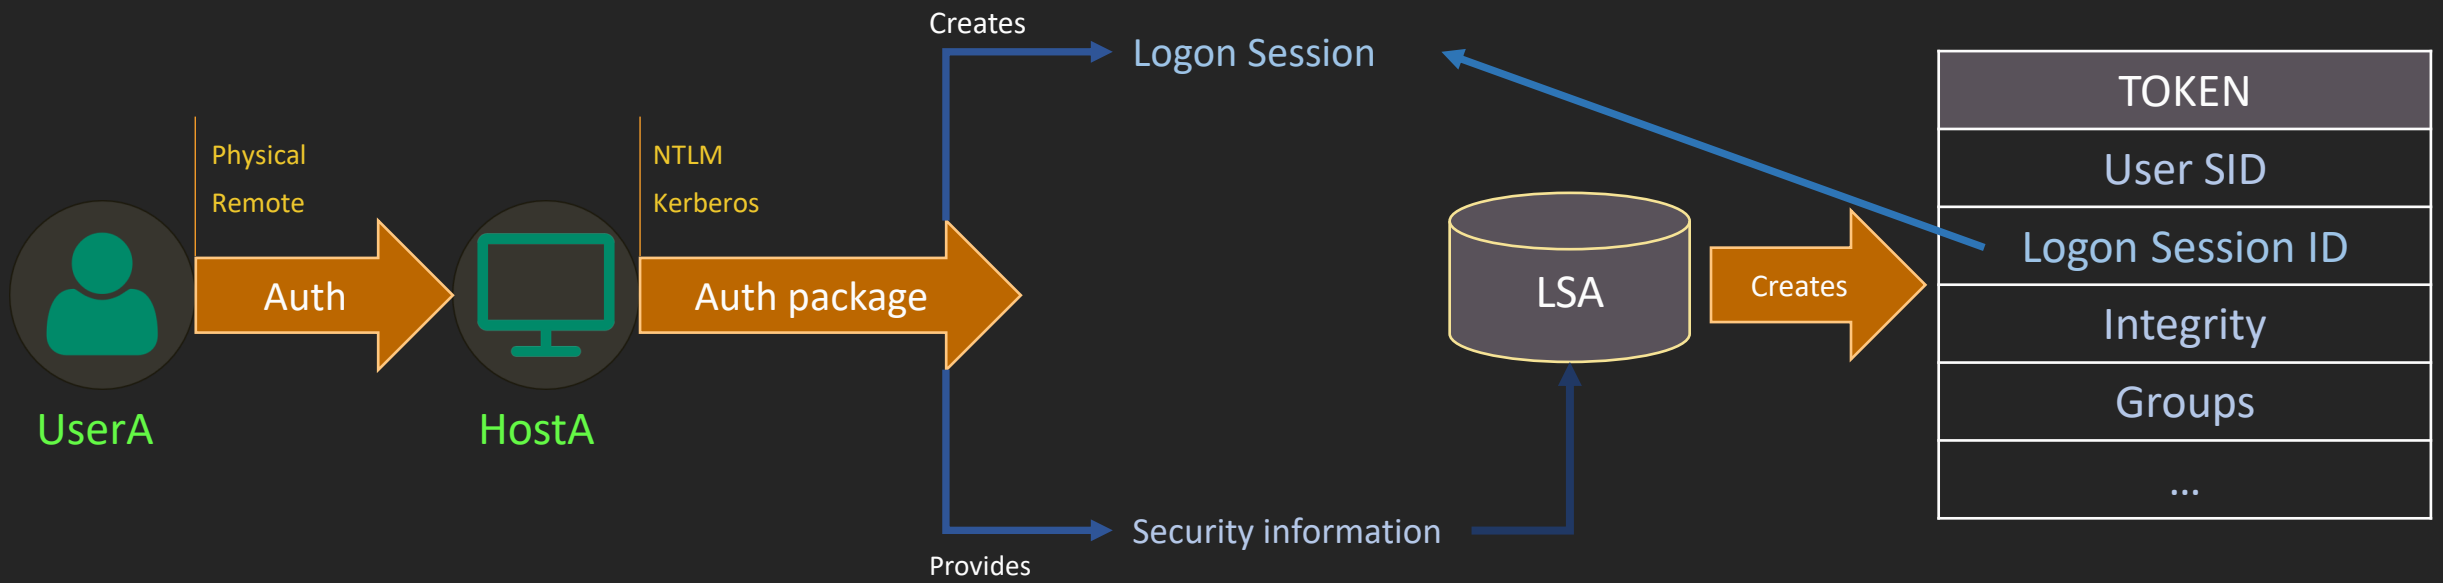 Creates
Logon Session
TOKEN
Physical
NTLM
User SID
Remote
Kerberos
Logon Session ID
Auth
Auth package
LSA
Creates
Integrity
Groups
UserA
HostA
...
Security information
Provides